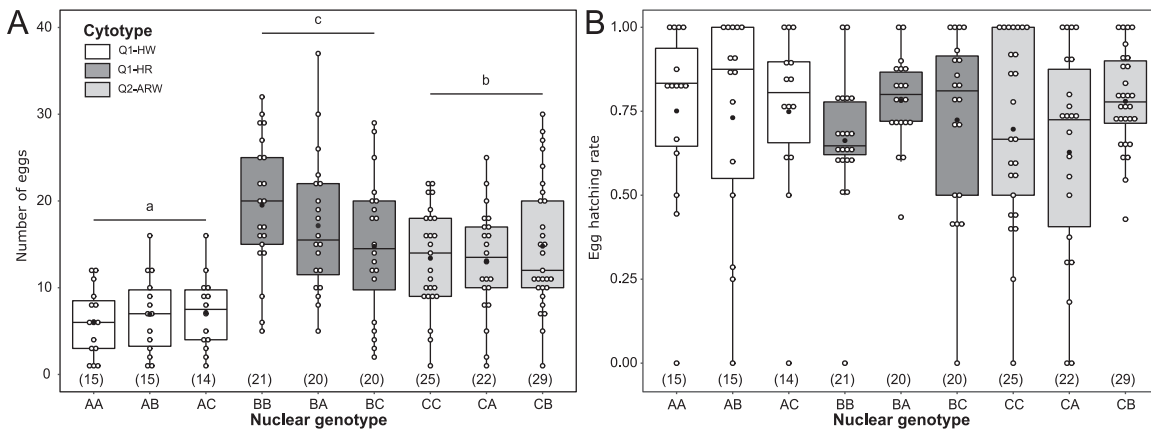 A
Cytotype
Q1-HW
Q1-HR
Q2-ARW
a
c
b
Number of eggs
40
30
20
10
0
(15) (15) (14) (21) (20) (20) (25) (22) (29)
AA AB AC BB BA BC CC CA CB
Nuclear genotype
B
Egg hatching rate
1.00
0.75
0.50
0.25
0.00
(15) (15) (14) (21) (20) (20) (25) (22) (29)
AA AB AC BB BA BC CC CA CB
Nuclear genotype